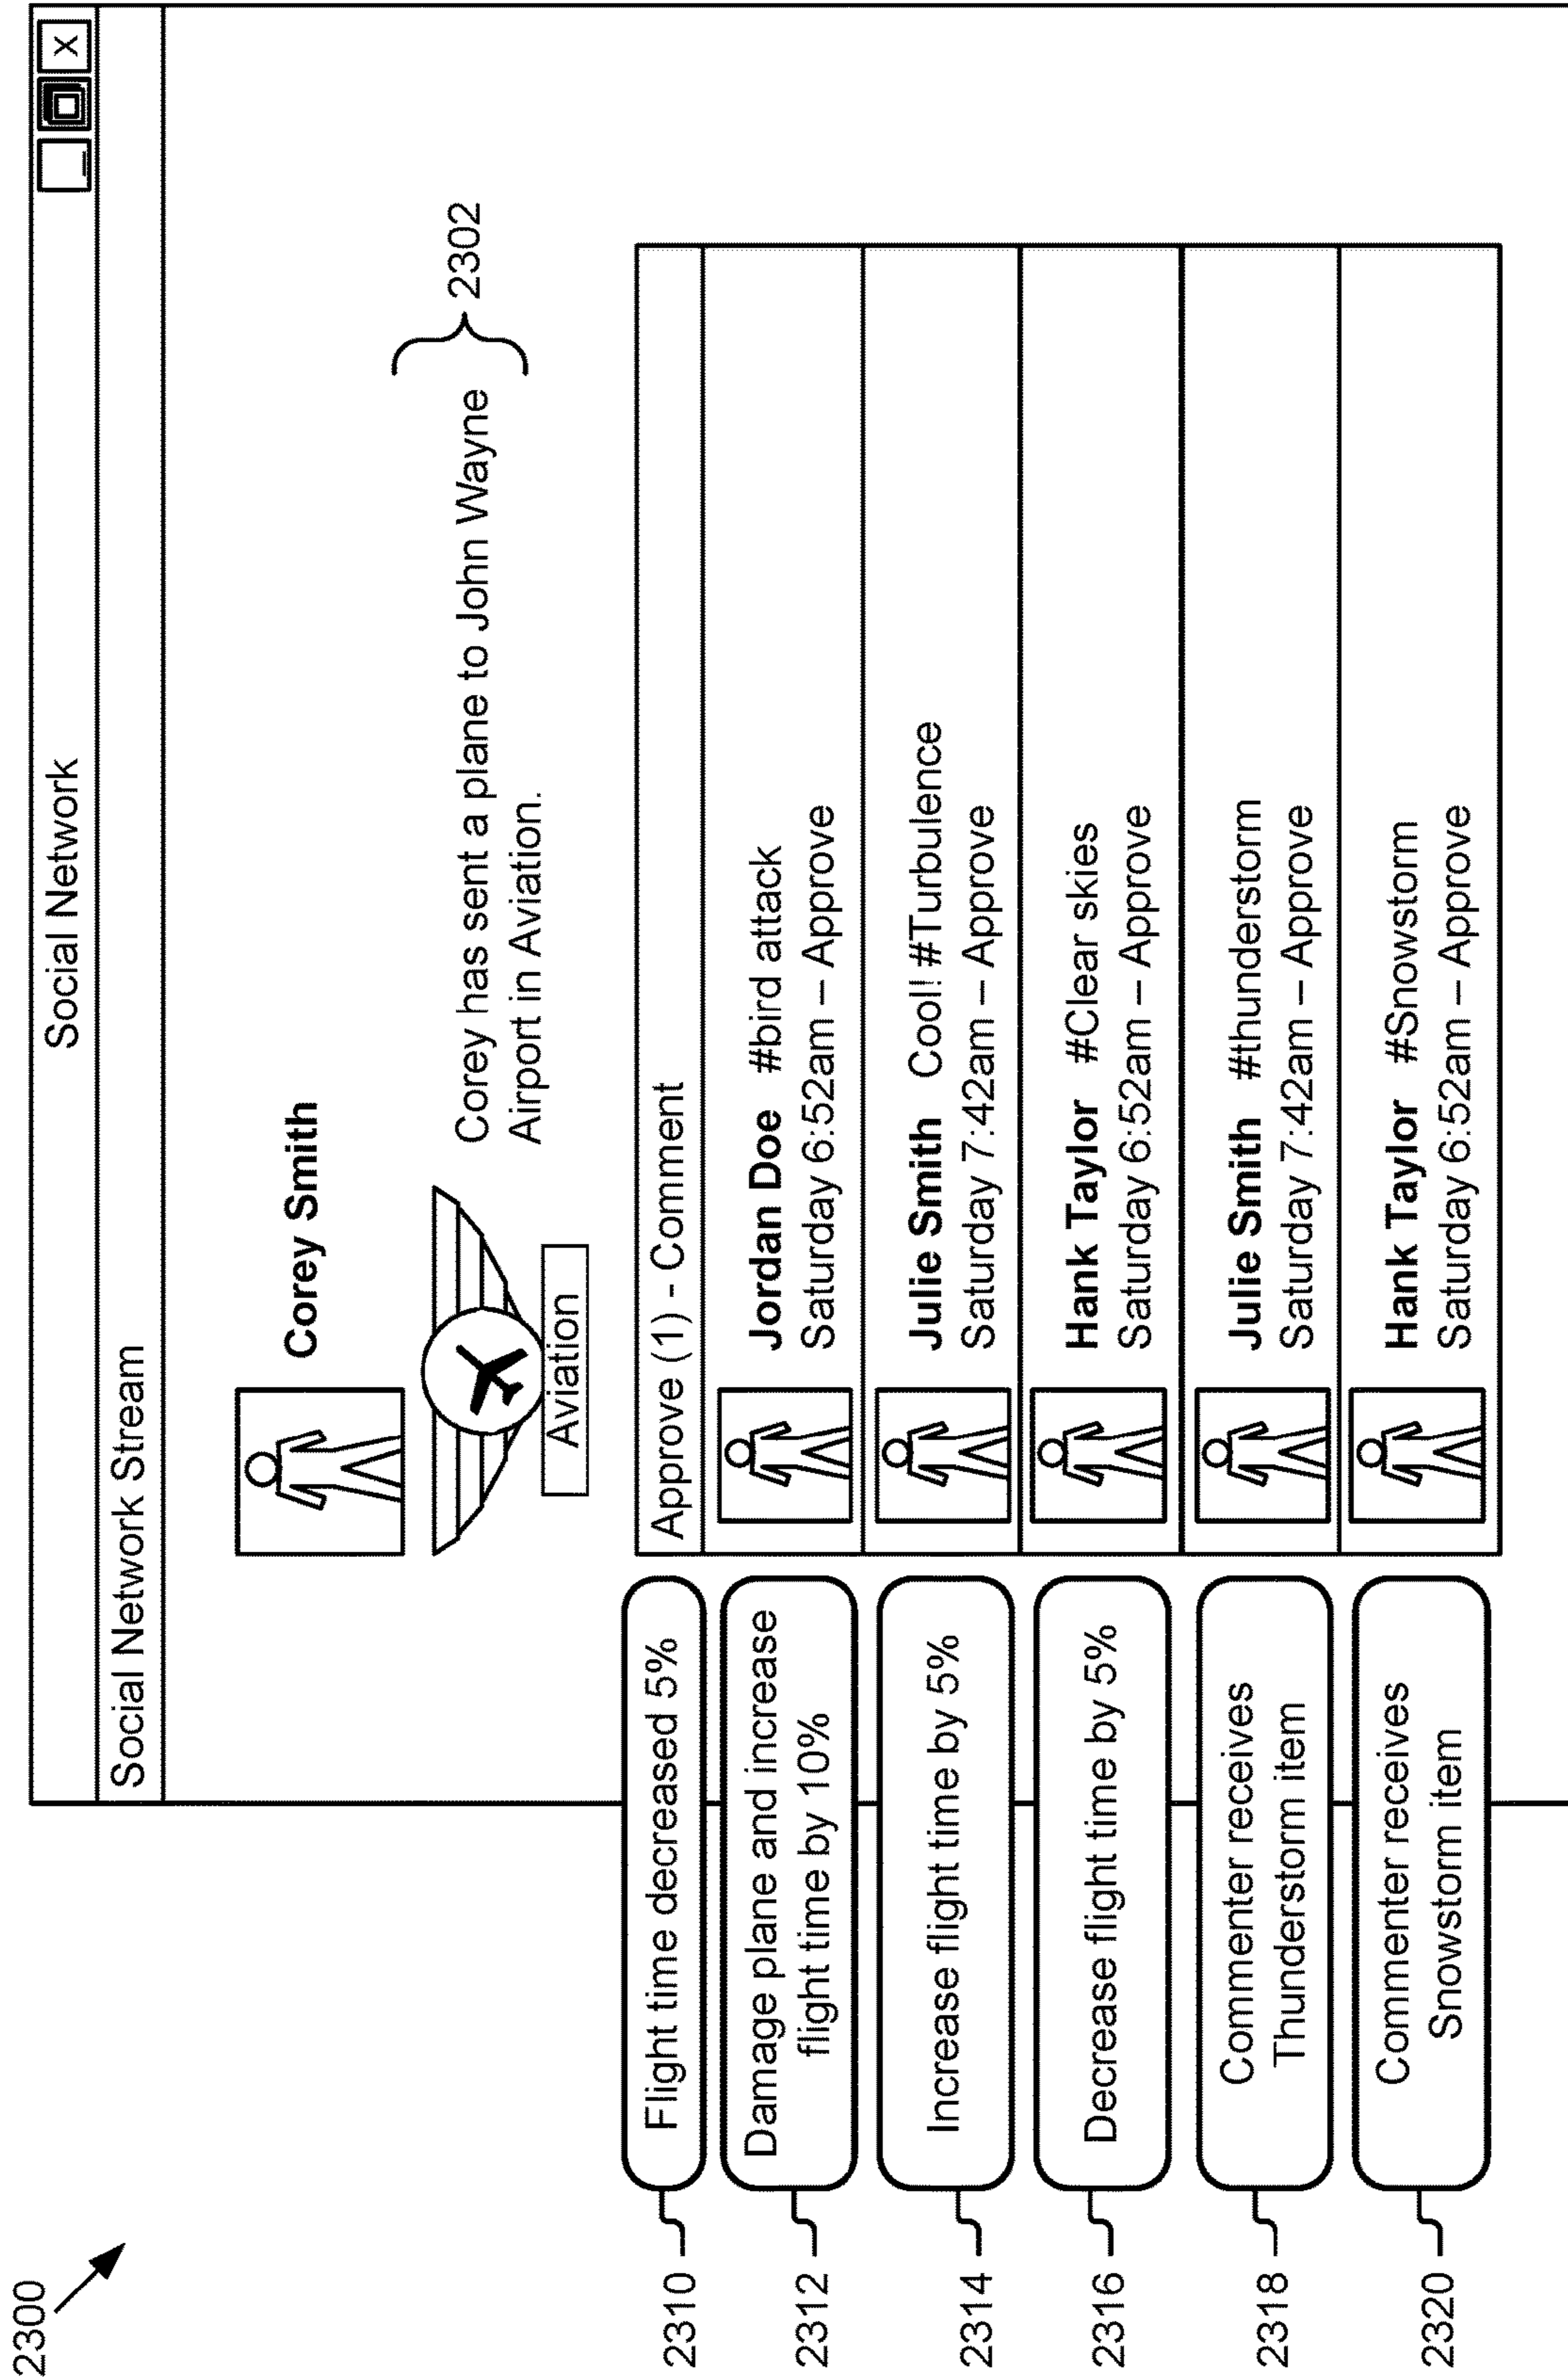 2300
Social Network
_ X
Social Network Stream
Corey Smith
Corey has sent a plane to John Wayne
Airport in Aviation.
2302
Aviation
2310
Flight time decreased 5%
Approve (1) - Comment
2312
Damage plane and increase
flight time by 10%
Jordan Doe #bird attack
Saturday 6:52am – Approve
2314
Increase flight time by 5%
Julie Smith Cool! #Turbulence
Saturday 7:42am – Approve
2316
Decrease flight time by 5%
Hank Taylor #Clear skies
Saturday 6:52am – Approve
2318
Commenter receives
Thunderstorm item
Julie Smith #thunderstorm
Saturday 7:42am – Approve
2320
Commenter receives
Snowstorm item
Hank Taylor #Snowstorm
Saturday 6:52am – Approve